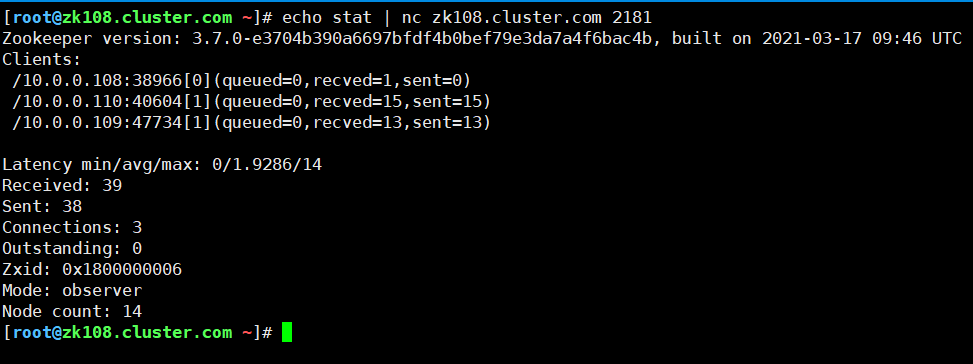 [root@zk108.cluster.com ~]# echo stat | nc zk108.cluster.com 2181
Zookeeper version: 3.7.0-e3704b390a6697bfdf4b0bef79e3da7a4f6bac4b, built on 2021-03-17 09:46 UTC
Clients:
 /10.0.0.108:38966[0](queued=0,recved=1,sent=0)
 /10.0.0.110:40604[1](queued=0,recved=15,sent=15)
 /10.0.0.109:47734[1](queued=0,recved=13,sent=13)

Latency min/avg/max: 0/1.9286/14
Received: 39
Sent: 38
Connections: 3
Outstanding: 0
Zxid: 0x1800000006
Mode: observer
Node count: 14
[root@zk108.cluster.com ~]#